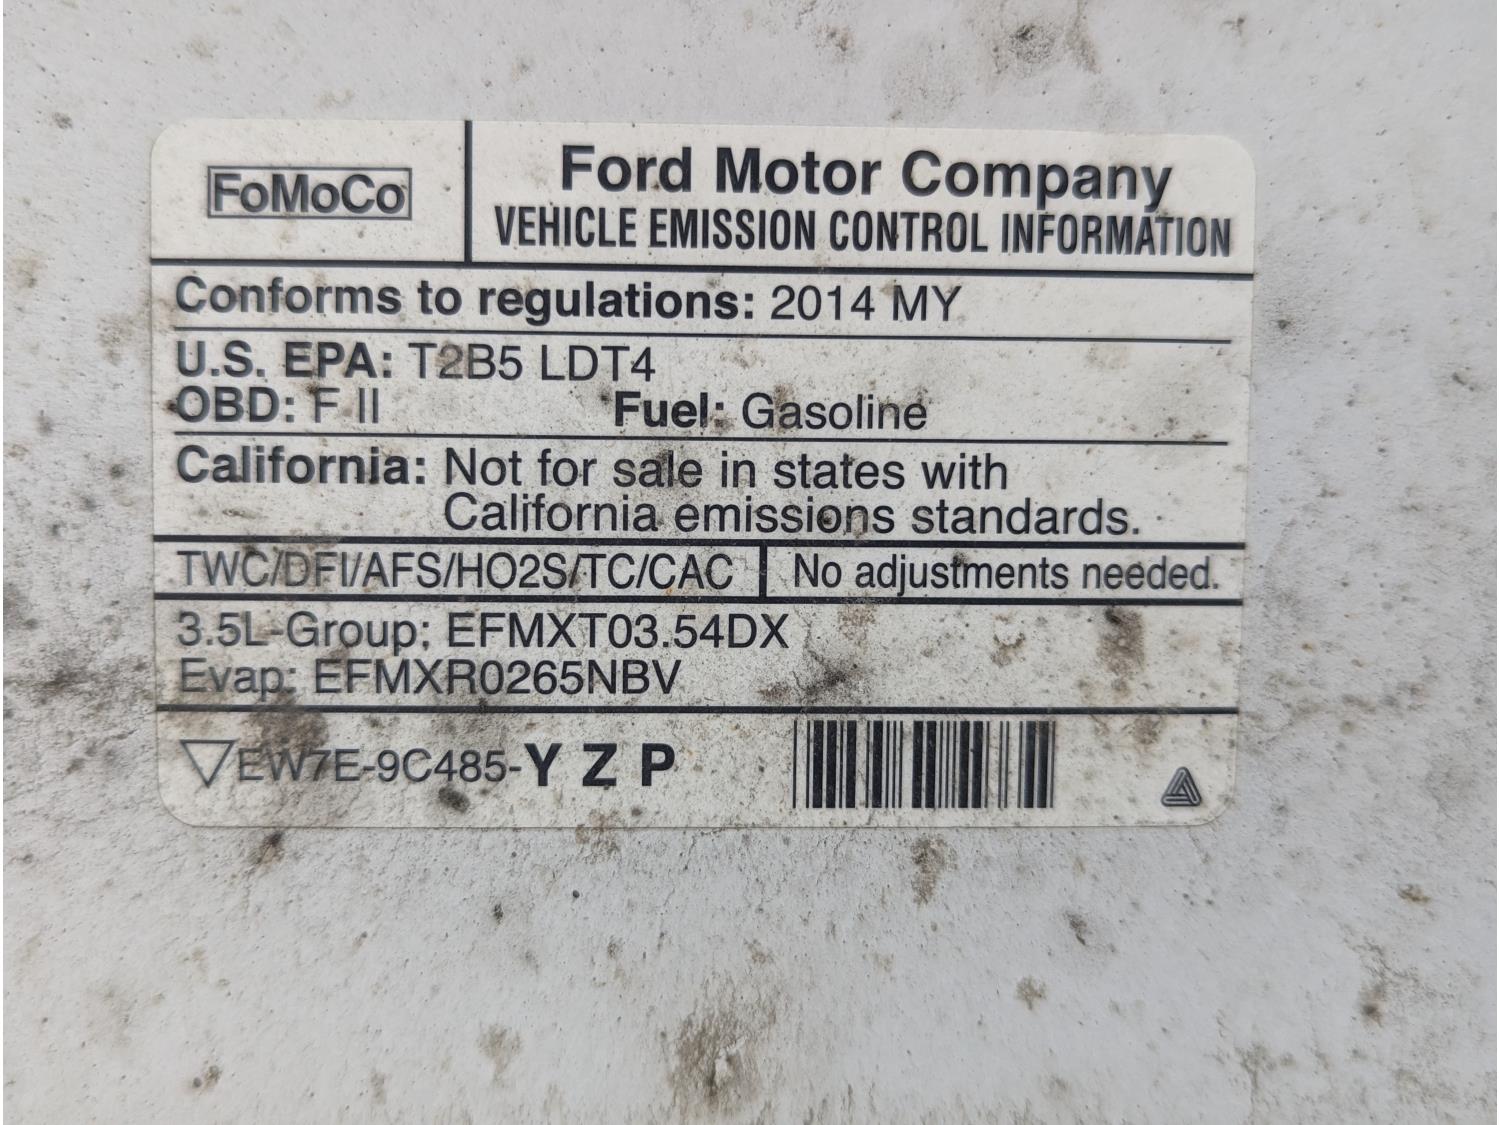 FoMoCo
Ford Motor Company
VEHICLE EMISSION CONTROL INFORMATION
Conforms to regulations: 2014 MY
U.S. EPA: T2B5 LDT4
OBD: F II Fuel: Gasoline
California: Not for sale in states with
California emissions standards.
TWC/DFI/AFS/HO2S/TC/CAC No adjustments needed.
3.5L-Group: EFMXT03.54DX
Evap: EFMXR0265NBV
EW7E-9C485-Y Z P